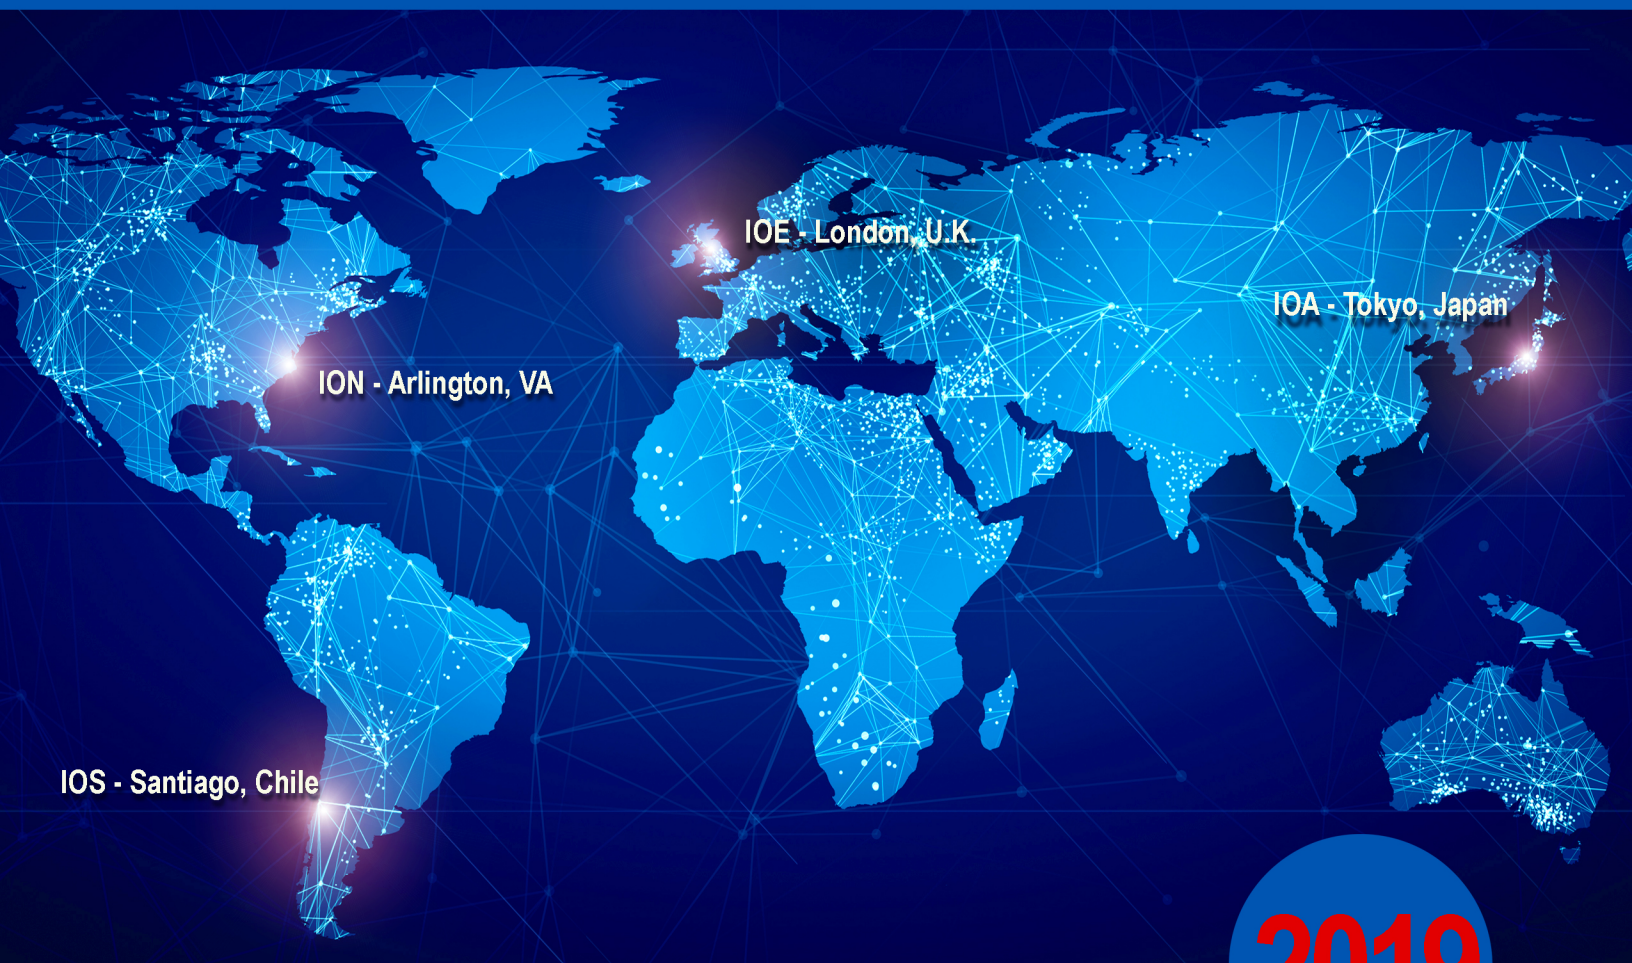 IOE - London, U.K.
IOA - Tokyo, Japan
ION - Arlington, VA
IOS - Santiago, Chile
2019